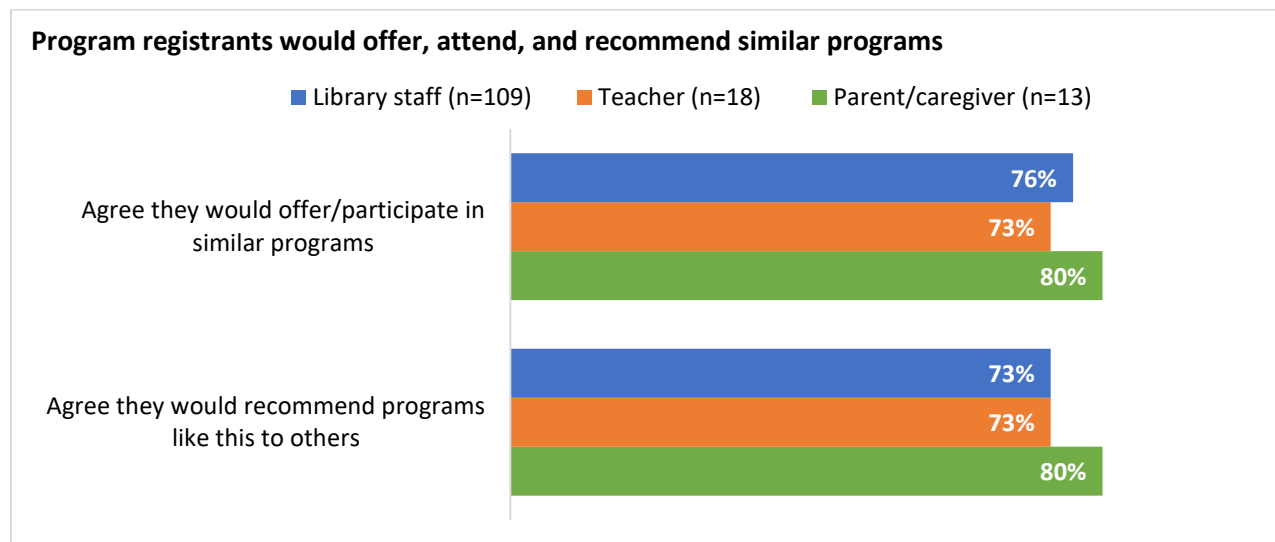 Program registrants would offer, attend, and recommend similar programs
Library staff (n=109) Teacher (n=18) Parent/caregiver (n=13)
Agree they would offer/participate in
similar programs
76%
73%
80%
Agree they would recommend programs
like this to others
73%
73%
80%